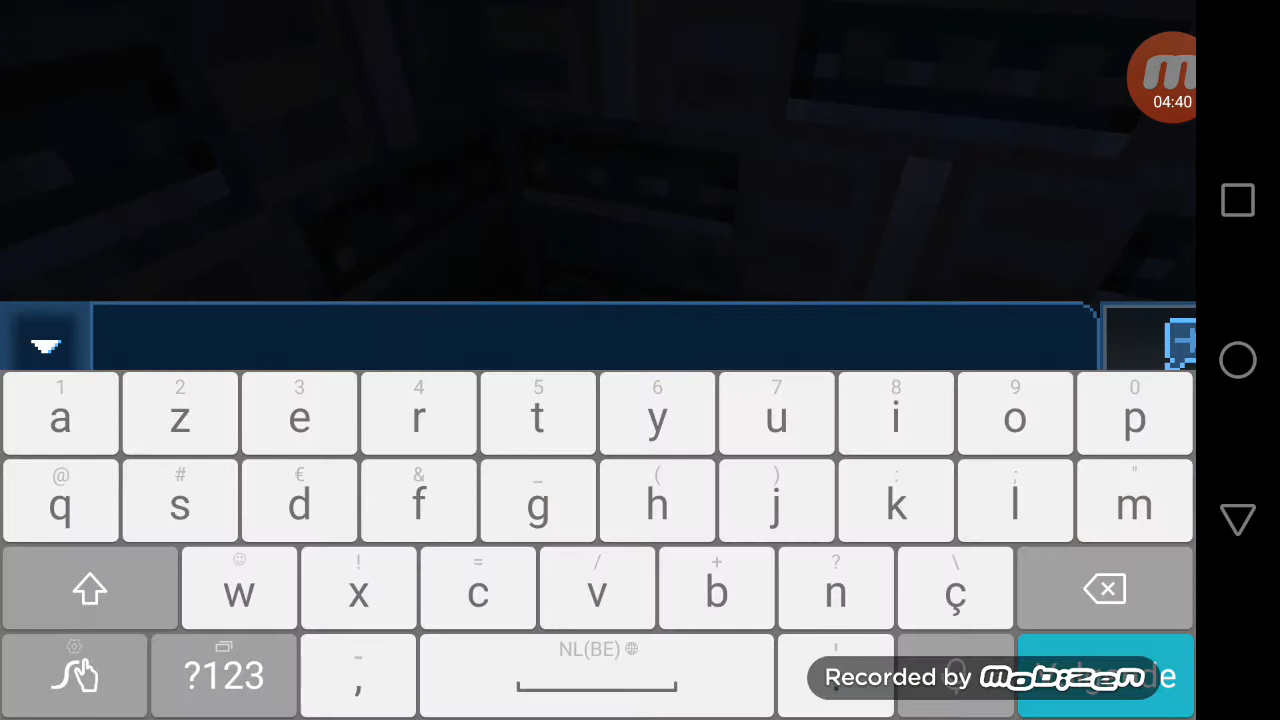 04:40
1 2 3 4 5 6 7 8 9 0
a z e r t y u i o p
@ # € & _ ( ) : ; "
q s d f g h j k l m
! = / + ? \
w x c v b n ç
- NL(BE) '
?123 ,
Recorded by mobizen